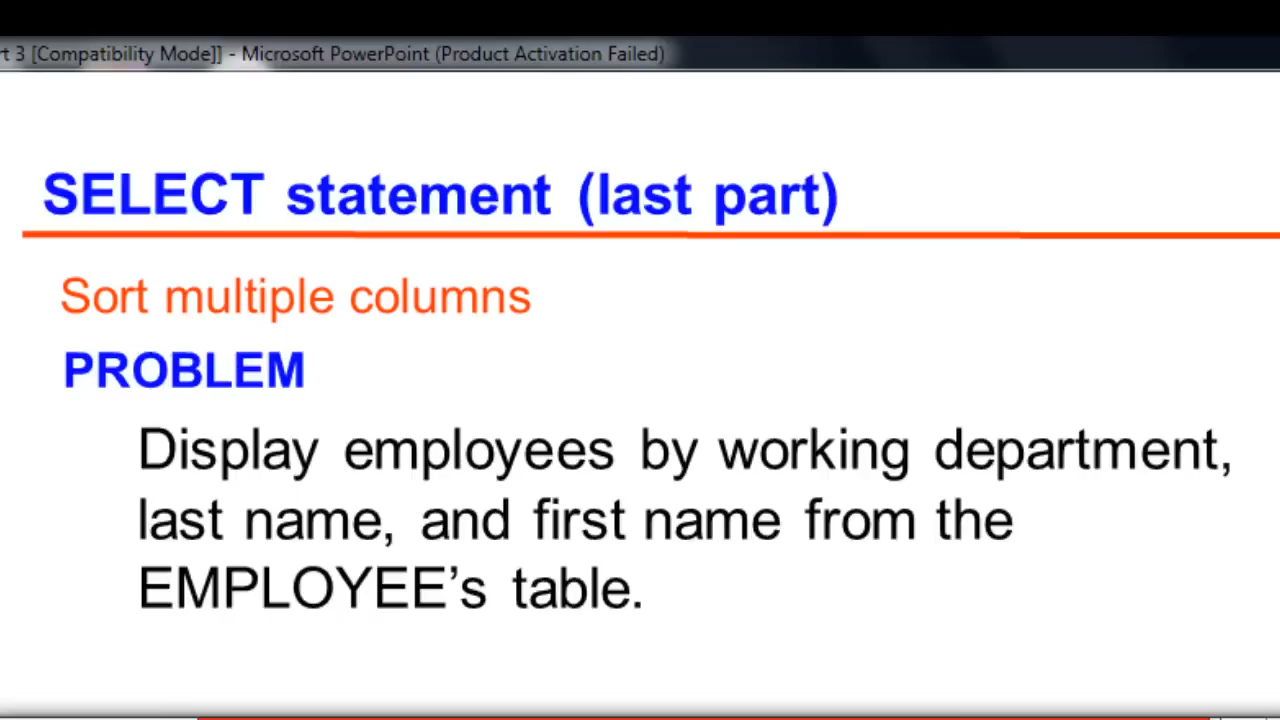 3 [Compatibility Mode]] - Microsoft PowerPoint (Product Activation Failed)
SELECT statement (last part)
Sort multiple columns
PROBLEM
Display employees by working department,
last name, and first name from the
EMPLOYEE’s table.